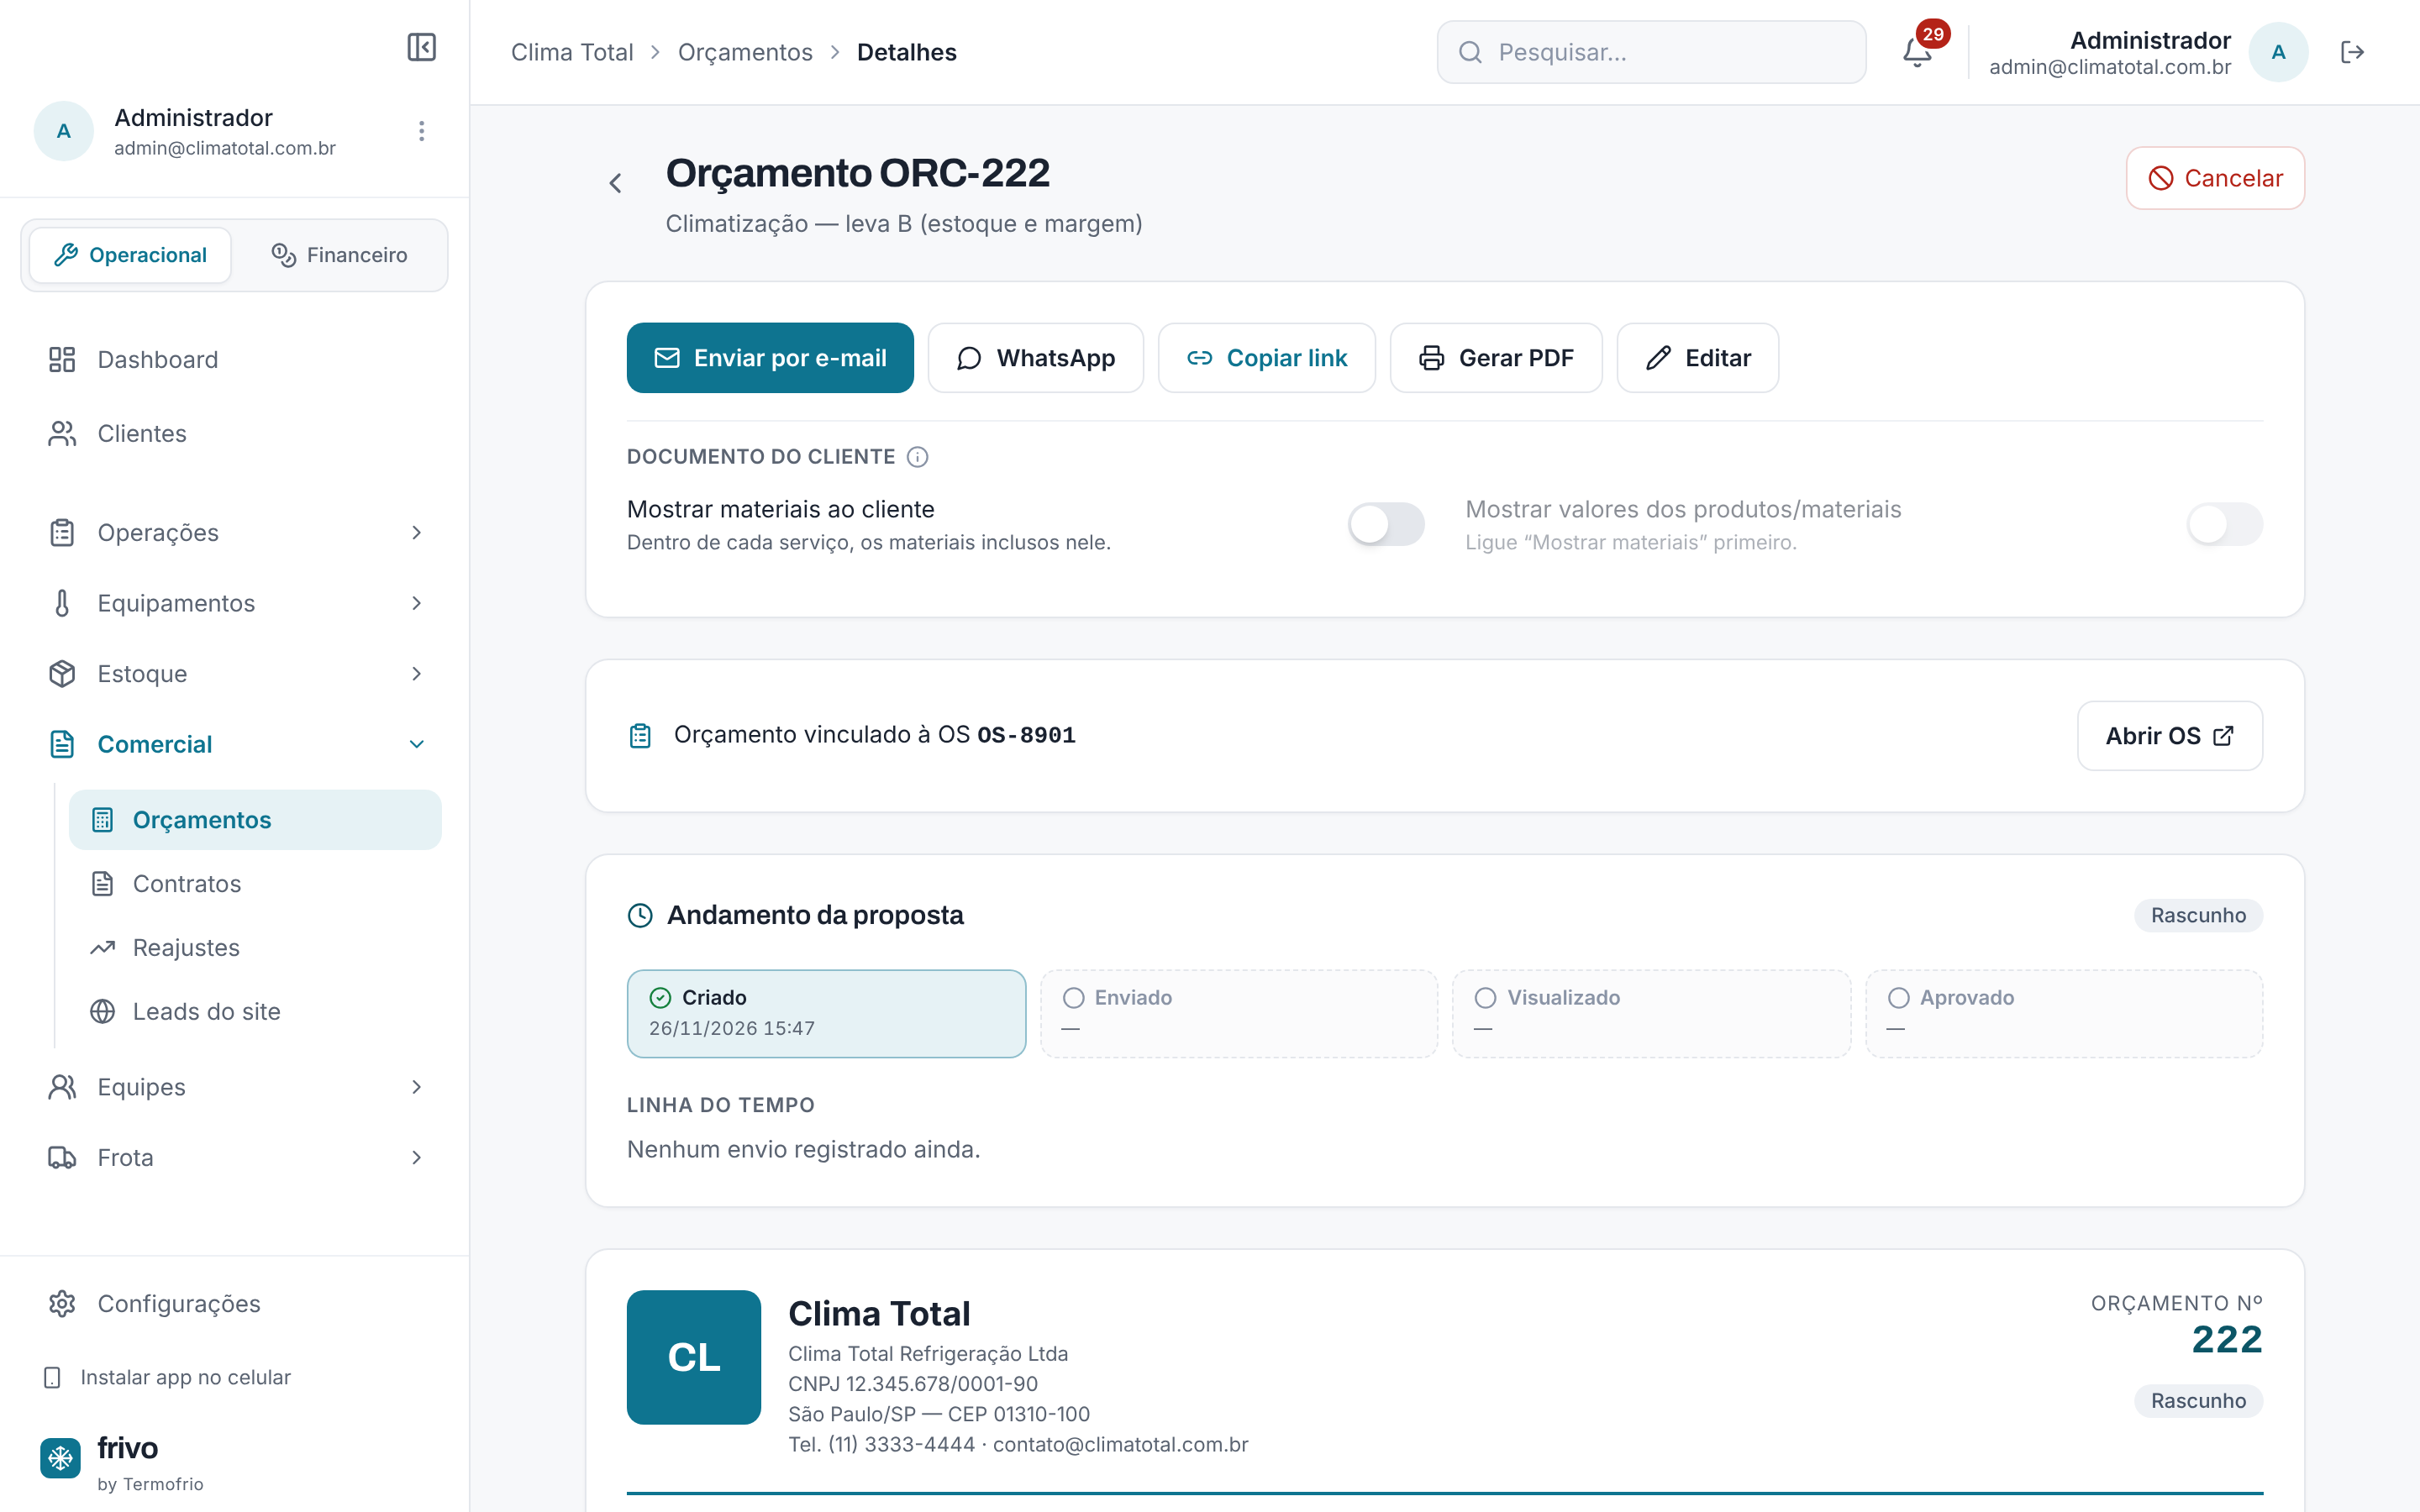 Administrador
admin@climatotal.com.br
A
Operacional
Financeiro
Dashboard
Clientes
Operações
Equipamentos
Estoque
Comercial
Orçamentos
Contratos
Reajustes
Leads do site
Equipes
Frota
Configurações
Instalar app no celular
frivo
by Termofrio
Clima Total > Orçamentos > Detalhes
Pesquisar...
29
Administrador
admin@climatotal.com.br
A
Orçamento ORC-222
Climatização — leva B (estoque e margem)
Cancelar
Enviar por e-mail
WhatsApp
Copiar link
Gerar PDF
Editar
DOCUMENTO DO CLIENTE
Mostrar materiais ao cliente
Dentro de cada serviço, os materiais inclusos nele.
Mostrar valores dos produtos/materiais
Ligue “Mostrar materiais” primeiro.
Orçamento vinculado à OS OS-8901
Abrir OS
Andamento da proposta
Rascunho
Criado
26/11/2026 15:47
Enviado
—
Visualizado
—
Aprovado
—
LINHA DO TEMPO
Nenhum envio registrado ainda.
CL
Clima Total
Clima Total Refrigeração Ltda
CNPJ 12.345.678/0001-90
São Paulo/SP — CEP 01310-100
Tel. (11) 3333-4444 · contato@climatotal.com.br
ORÇAMENTO Nº
222
Rascunho